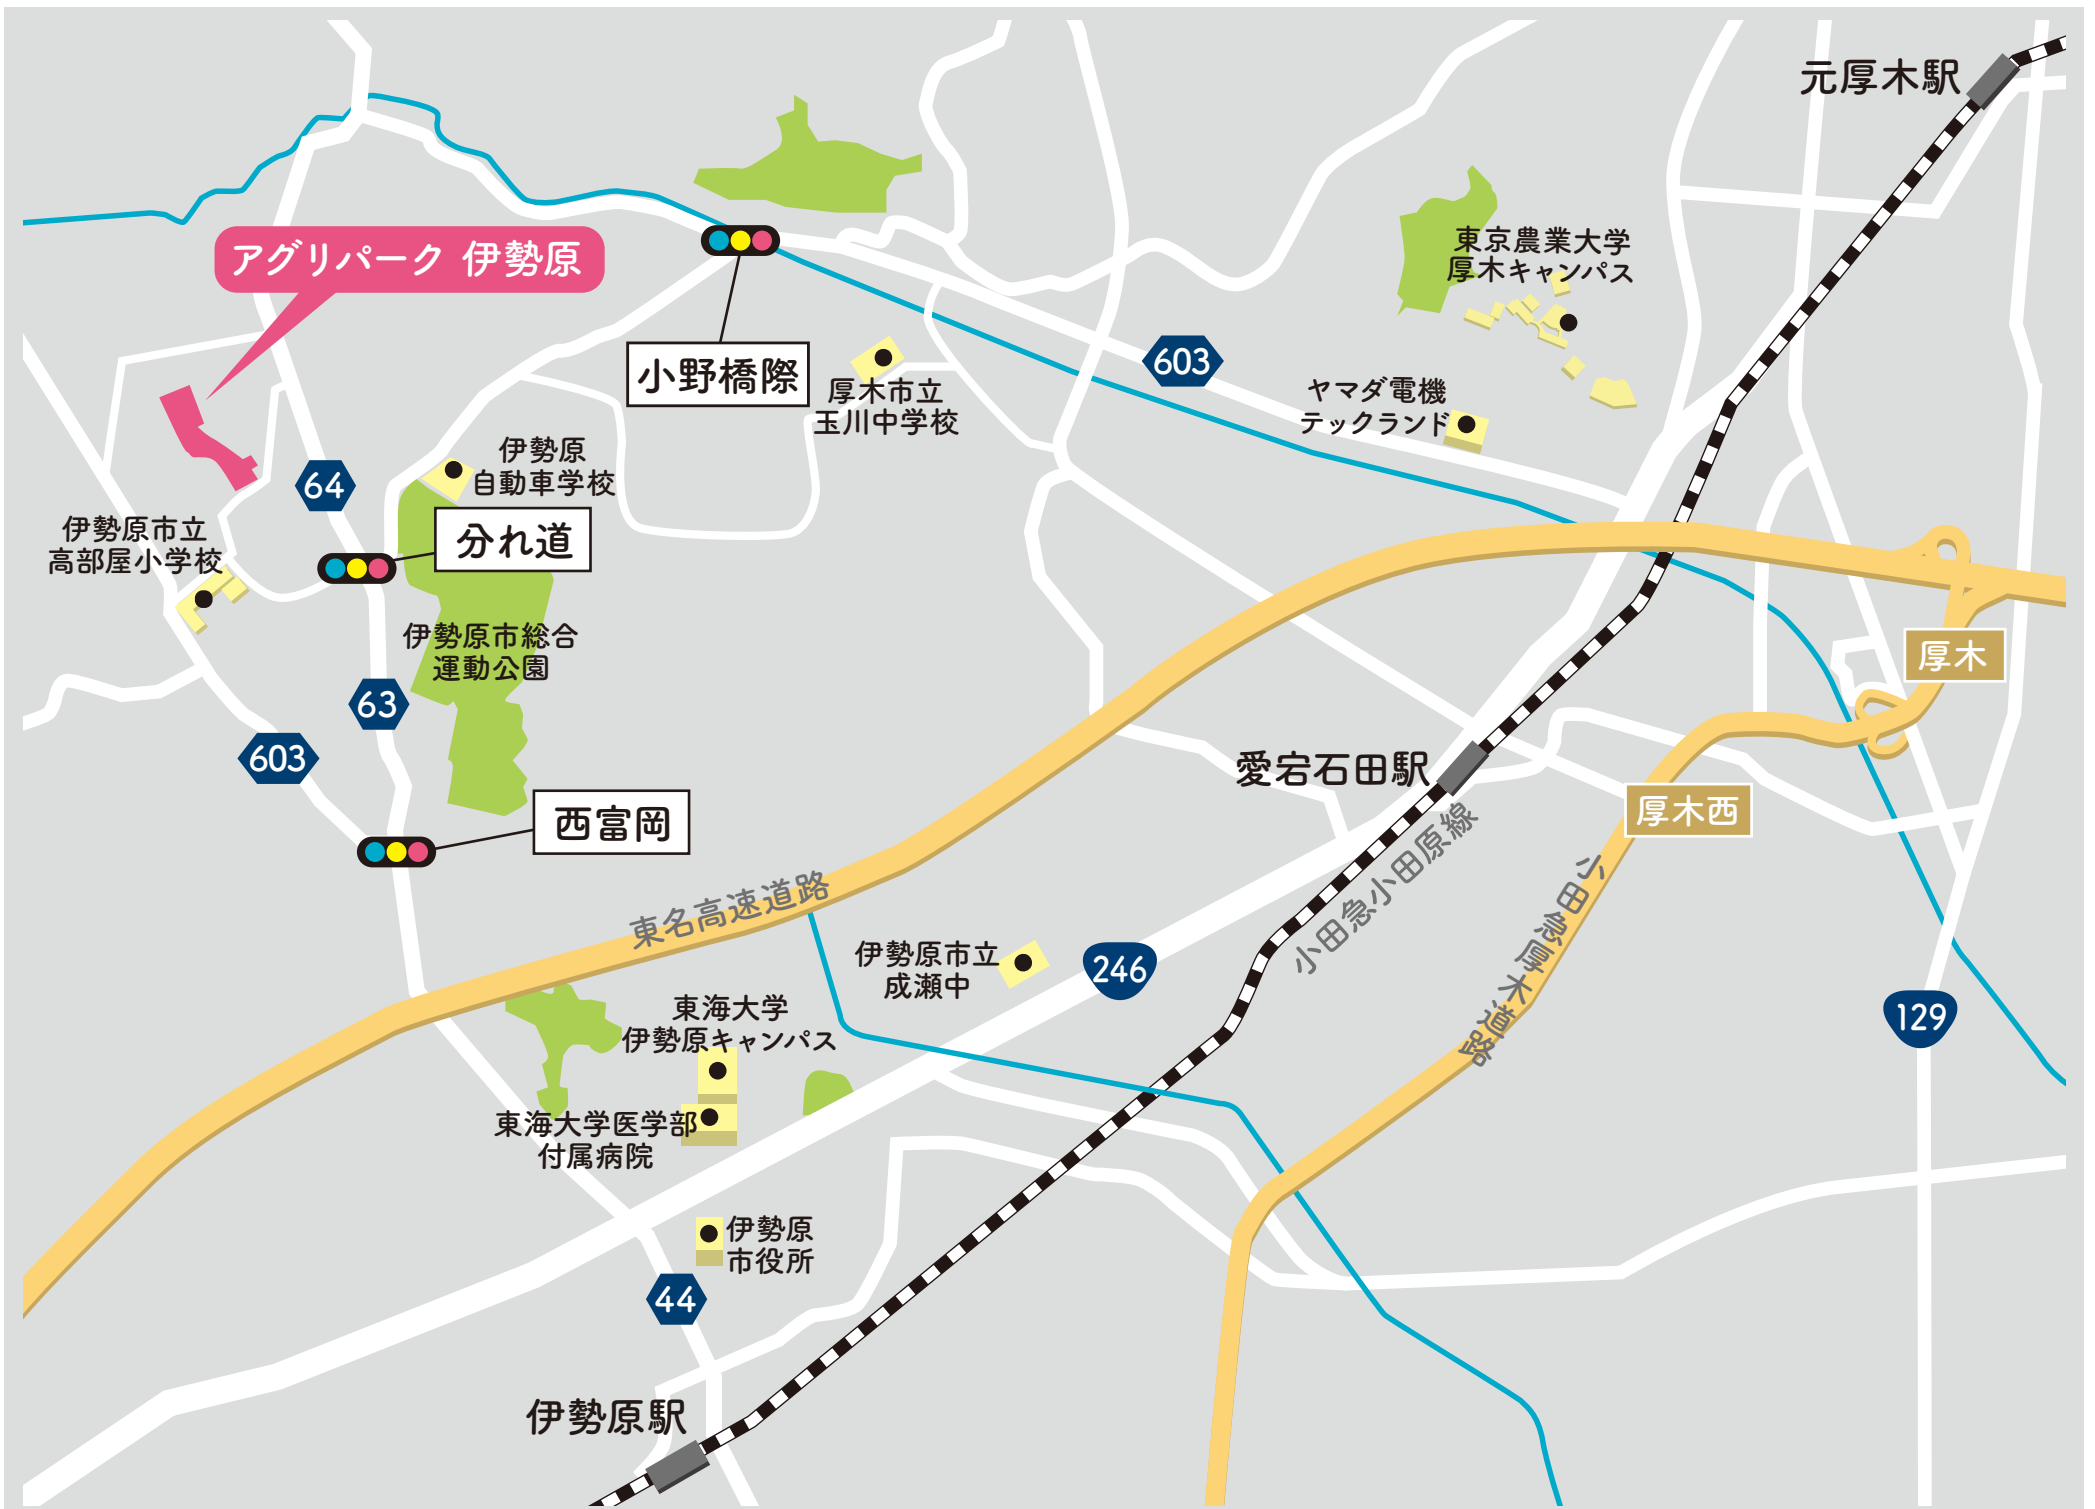 元厚木駅
東京農業大学
厚木キャンパス
アグリパーク 伊勢原
小野橋際
603
厚木市立
玉川中学校
ヤマダ電機
テックランド
伊勢原
自動車学校
64
分れ道
伊勢原市立
高部屋小学校
伊勢原市総合
運動公園
厚木
63
603
愛宕石田駅
厚木西
西富岡
小田急小田原線
小田急厚木道路
東名高速道路
伊勢原市立
成瀬中
246
東海大学
伊勢原キャンパス
129
東海大学医学部
付属病院
伊勢原
市役所
44
伊勢原駅